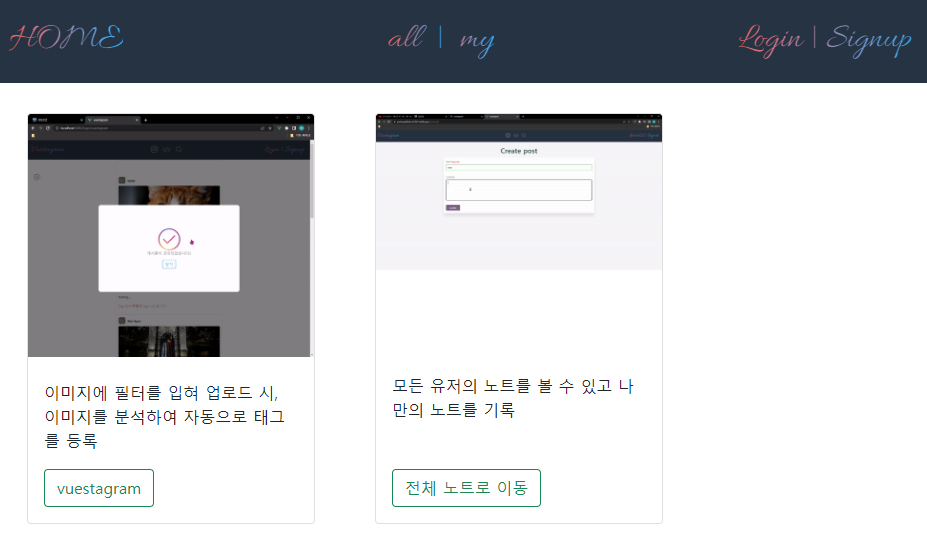 HOME
all | my
Login | Signup
Create post
이미지에 필터를 입혀 업로드 시,
이미지를 분석하여 자동으로 태그
를 등록
vuestagram
모든 유저의 노트를 볼 수 있고 나
만의 노트를 기록
전체 노트로 이동